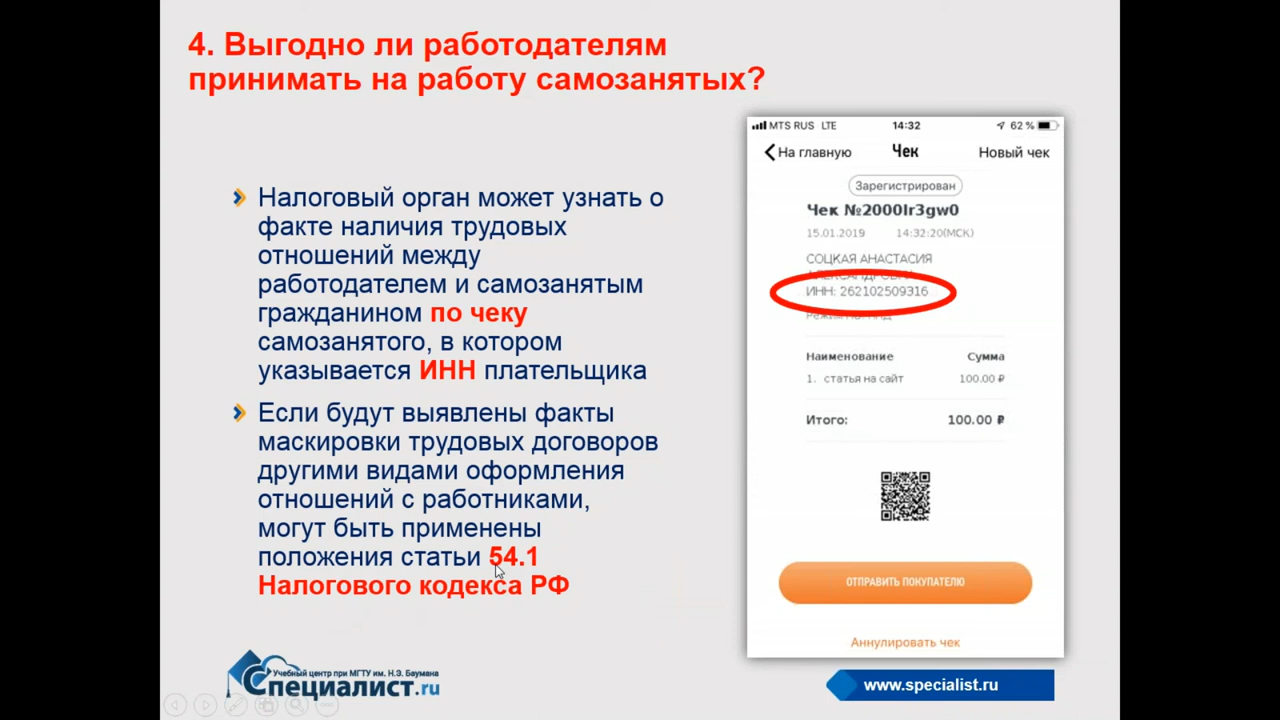 4. Выгодно ли работодателям
принимать на работу самозанятых?
Налоговый орган может узнать о
факте наличия трудовых
отношений между
работодателем и самозанятым
гражданином по чеку
самозанятого, в котором
указывается ИНН плательщика
Если будут выявлены факты
маскировки трудовых договоров
другими видами оформления
отношений с работниками,
могут быть применены
положения статьи 54.1
Налогового кодекса РФ
MTS RUS LTE 14:32 62 %
На главную Чек Новый чек
Зарегистрирован
Чек №2000lr3gw0
15.01.2019 14:32:20(МСК)
СОЦКАЯ АНАСТАСИЯ
АЛЕКСАНДРОВНА
ИНН: 262102509316
Наименование Сумма
1. статья на сайт 100.00 ₽
Итого: 100.00 ₽
ОТПРАВИТЬ ПОКУПАТЕЛЮ
Аннулировать чек
Учебный центр при МГТУ им. Н.Э. Баумана
Специалист.ru
www.specialist.ru